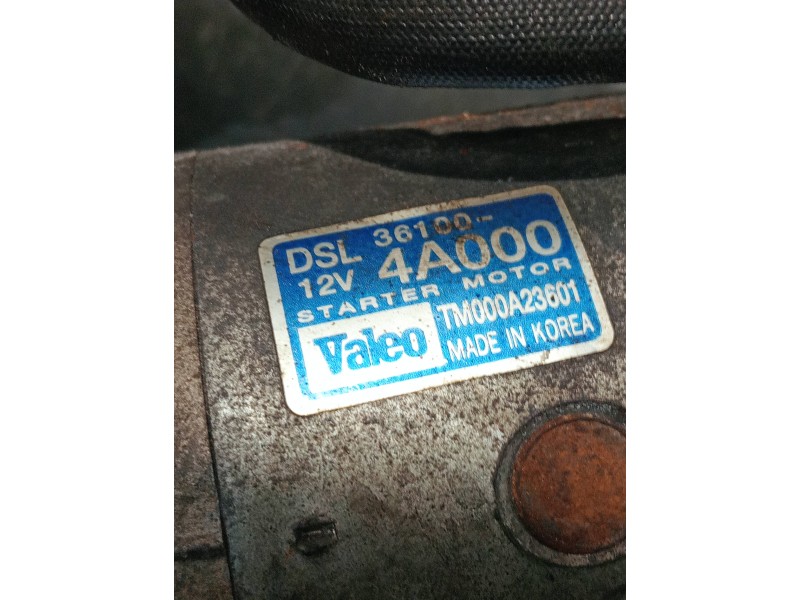 DSL 36100-
12V 4A000
STARTER MOTOR
Valeo TM000A23601
MADE IN KOREA